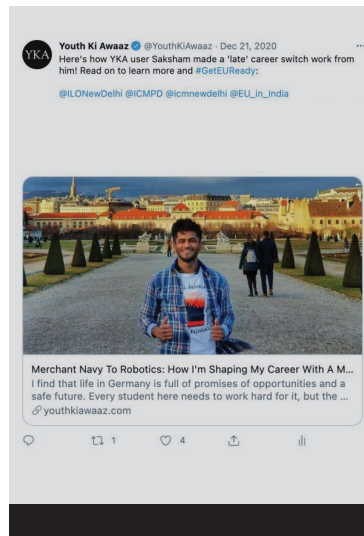 YKA
Youth Ki Awaaz @YouthKiAwaaz · Dec 21, 2020
Here's how YKA user Saksham made a 'late' career switch work from
him! Read on to learn more and #GetEUReady:
@ILONewDelhi @ICMPD @icmnewdelhi @EU_in_India
Merchant Navy To Robotics: How I'm Shaping My Career With A M...
I find that life in Germany is full of promises of opportunities and a
safe future. Every student here needs to work hard for it, but the ...
youthkiawaaz.com
1 4